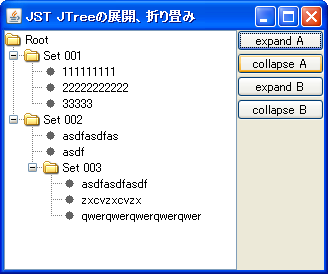 JST JTreeの展開、折り畳み
Root
Set 001
111111111
22222222222
33333
Set 002
asdfasdfas
asdf
Set 003
asdfasdfasdf
zxcvzxcvzx
qwerqwerqwerqwerqwer
expand A
collapse A
expand B
collapse B